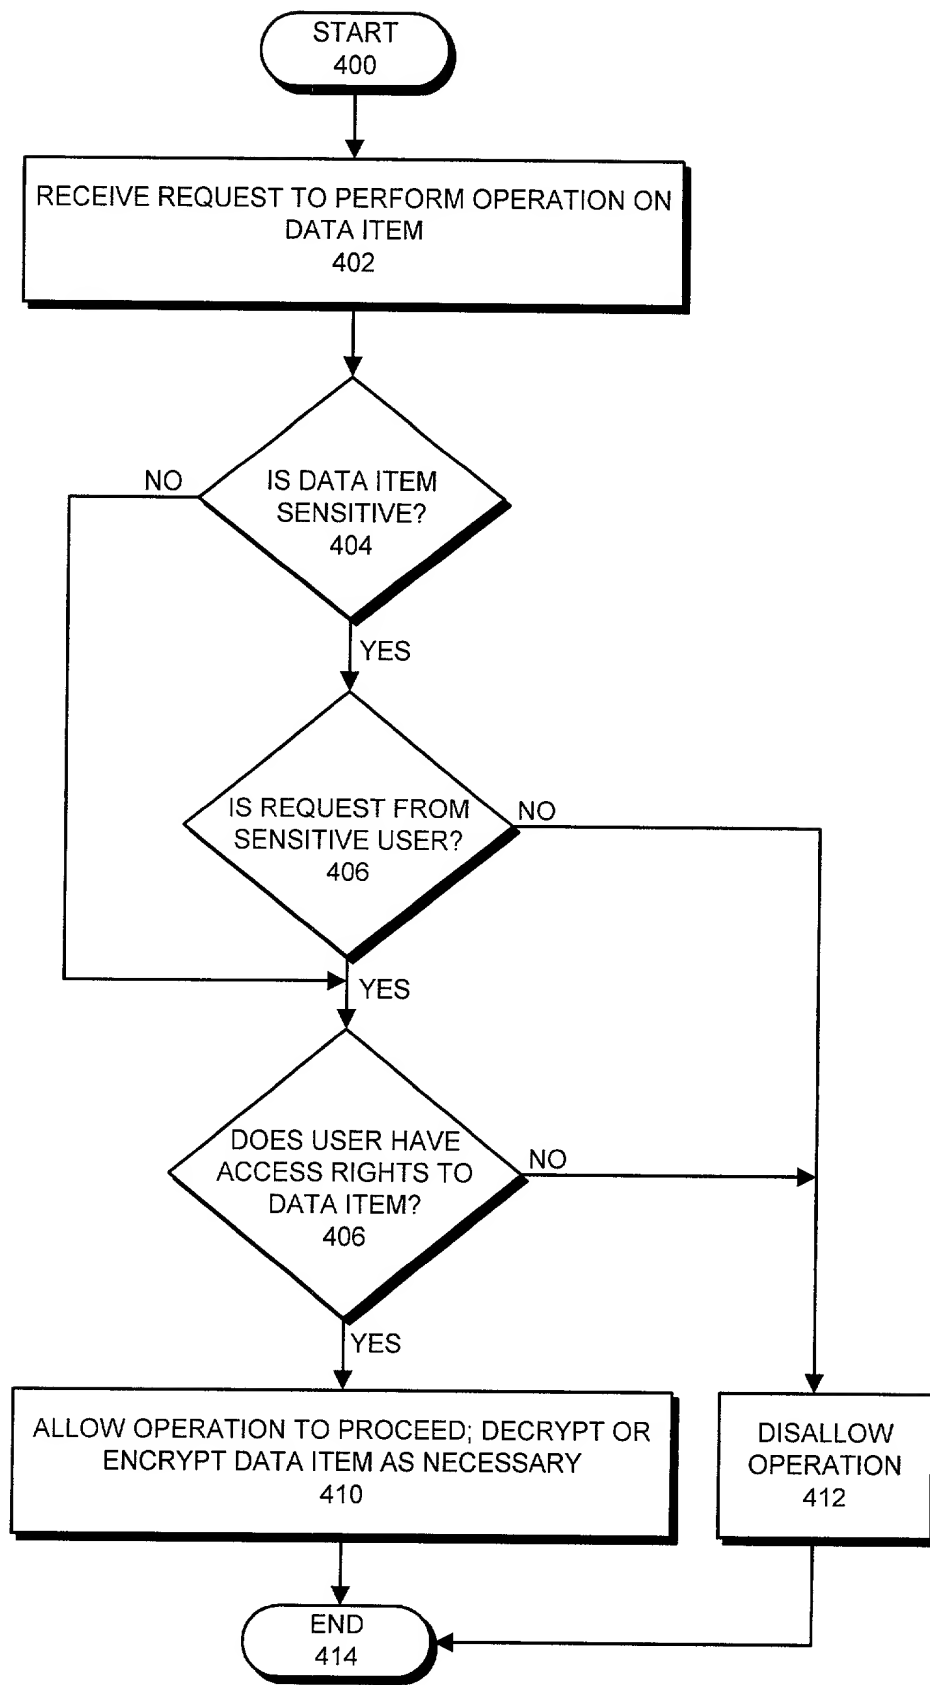 START
400
RECEIVE REQUEST TO PERFORM OPERATION ON
DATA ITEM
402
NO
IS DATA ITEM
SENSITIVE?
404
YES
IS REQUEST FROM
SENSITIVE USER?
406
NO
YES
DOES USER HAVE
ACCESS RIGHTS TO
DATA ITEM?
406
NO
YES
ALLOW OPERATION TO PROCEED; DECRYPT OR
ENCRYPT DATA ITEM AS NECESSARY
410
DISALLOW
OPERATION
412
END
414